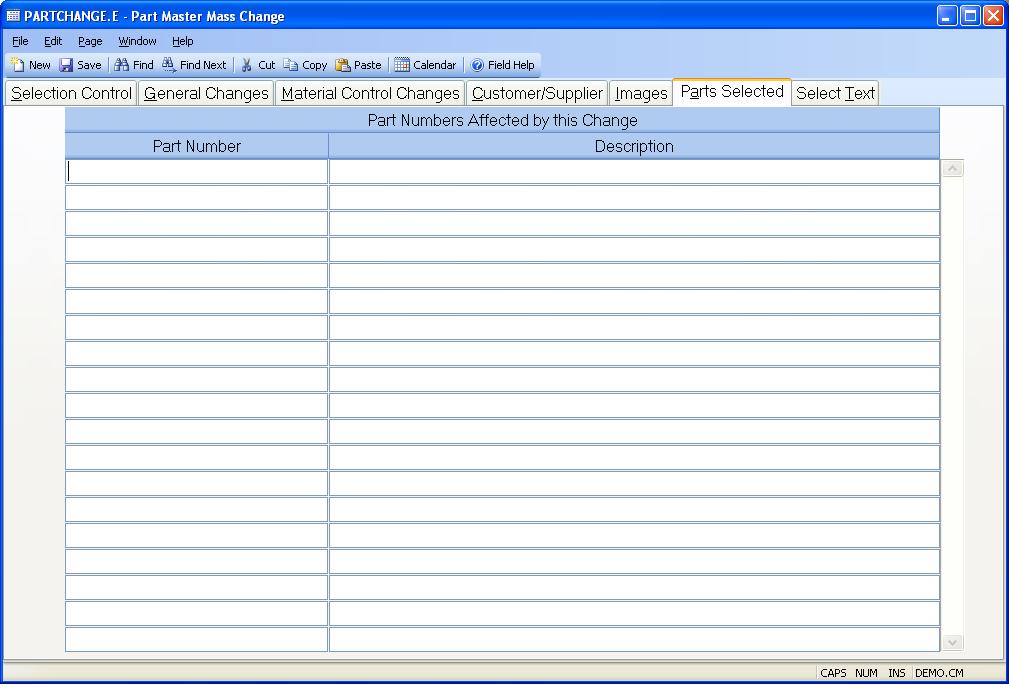 PARTCHANGE.E - Part Master Mass Change
File Edit Page Window Help
New Save Find Find Next Cut Copy Paste Calendar Field Help
Selection Control General Changes Material Control Changes Customer/Supplier Images Parts Selected Select Text
Part Numbers Affected by this Change
Part Number Description
CAPS NUM INS DEMO.CM